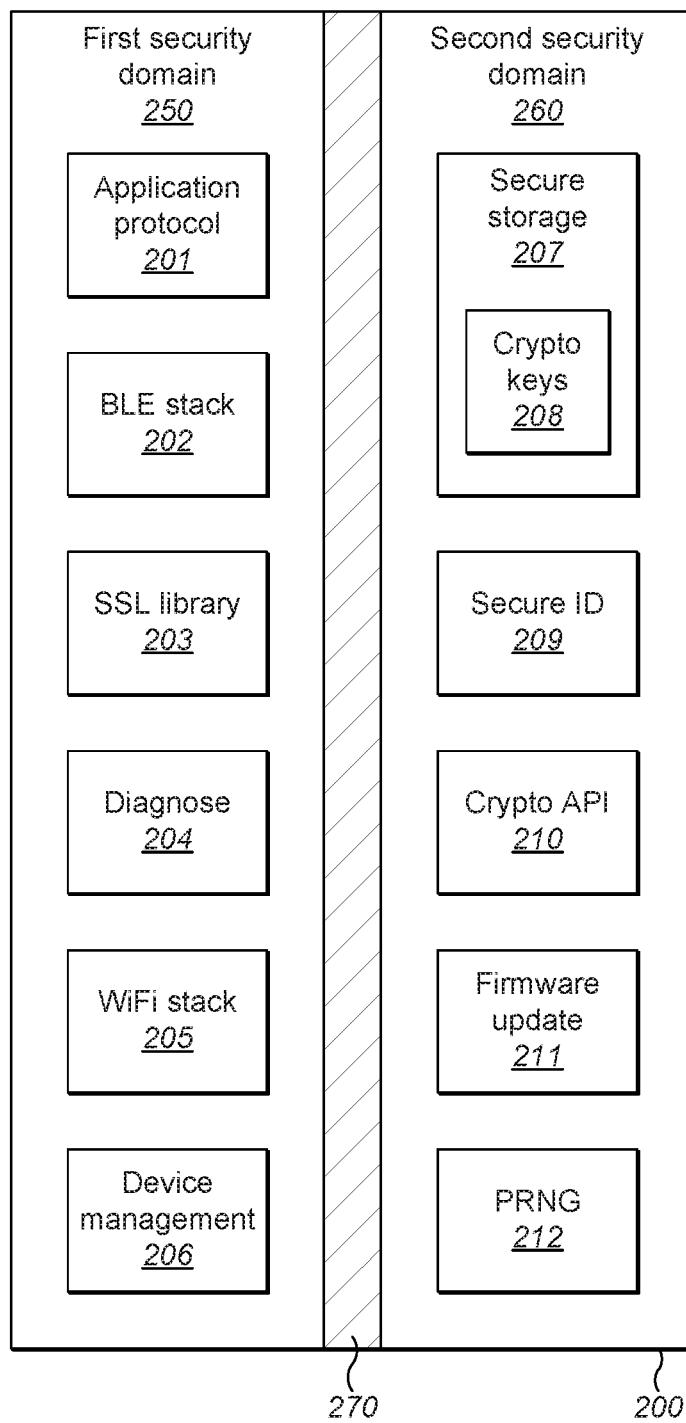 First security
domain
250
Application
protocol
201
BLE stack
202
SSL library
203
Diagnose
204
WiFi stack
205
Device
management
206
Second security
domain
260
Secure
storage
207
Crypto
keys
208
Secure ID
209
Crypto API
210
Firmware
update
211
PRNG
212
270
200